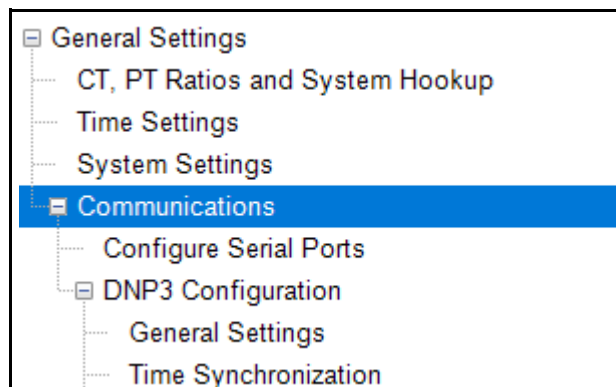 General Settings
CT, PT Ratios and System Hookup
Time Settings
System Settings
Communications
Configure Serial Ports
DNP3 Configuration
General Settings
Time Synchronization